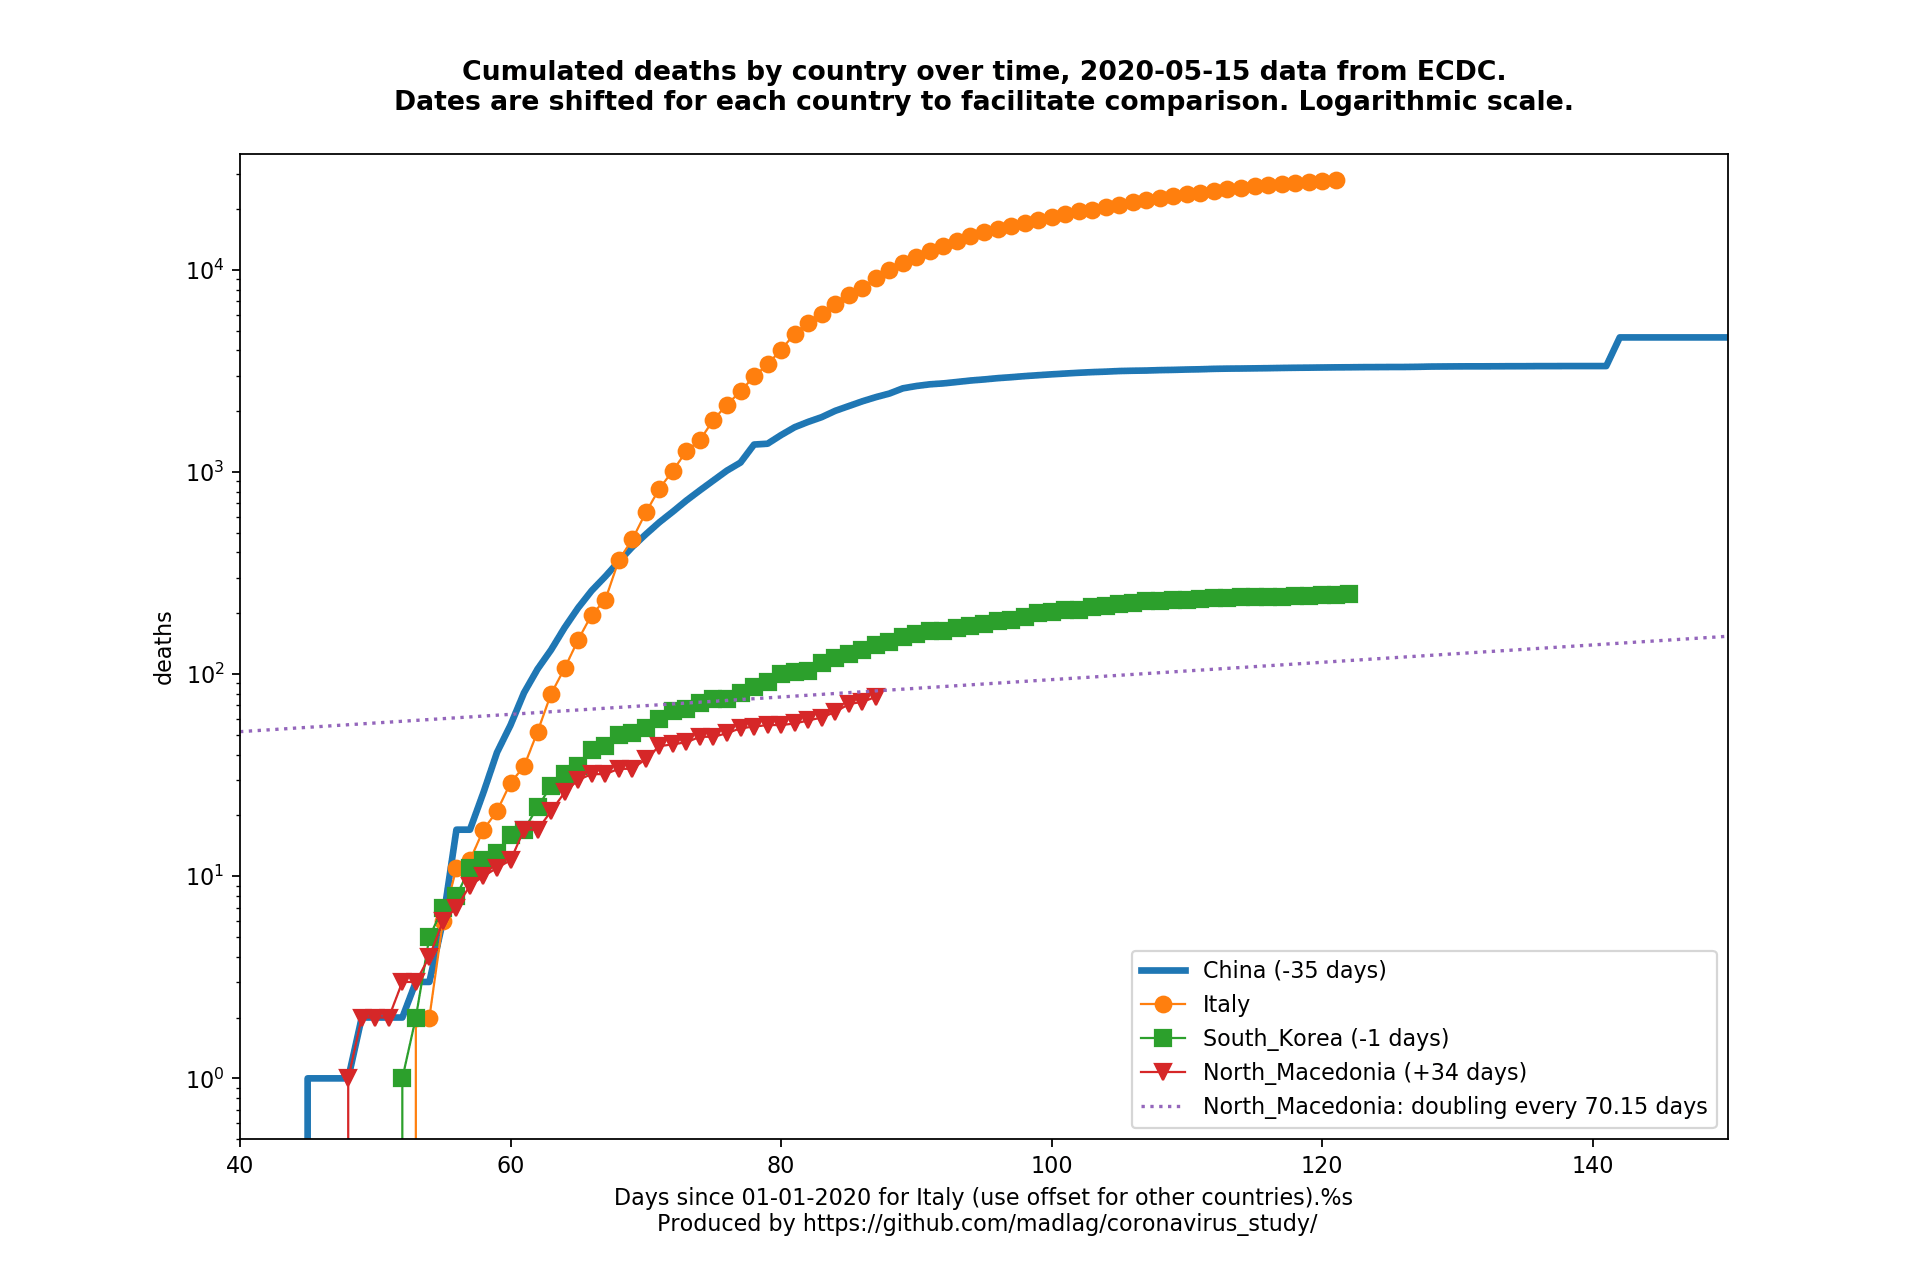 Cumulated deaths by country over time, 2020-05-15 data from ECDC.
Dates are shifted for each country to facilitate comparison. Logarithmic scale.
deaths
10⁴
10³
10²
10¹
10⁰
40 60 80 100 120 140
China (-35 days)
Italy
South_Korea (-1 days)
North_Macedonia (+34 days)
North_Macedonia: doubling every 70.15 days
Days since 01-01-2020 for Italy (use offset for other countries).%s
Produced by https://github.com/madlag/coronavirus_study/